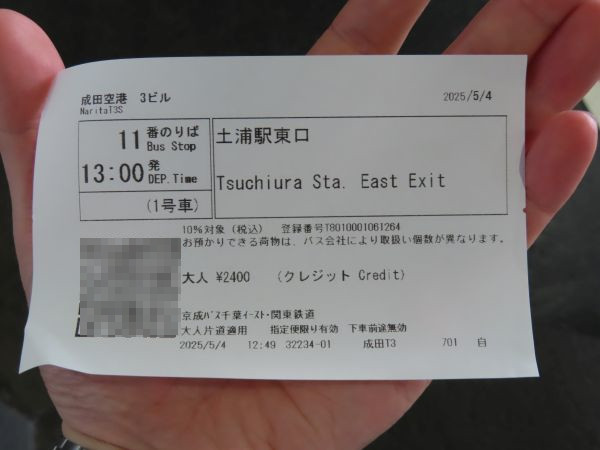 成田空港 3ビル 2025/5/4
NaritaT3S
11 番のりば
Bus Stop
13:00 発
DEP.Time
(1号車)
土浦駅東口
Tsuchiura Sta. East Exit
10%対象(税込) 登録番号T8010001061264
お預かりできる荷物は、バス会社により取扱い個数が異なります。
大人 ¥2400 (クレジット Credit)
京成バス千葉イースト・関東鉄道
大人片道適用 指定便限り有効 下車前途無効
2025/5/4 12:49 32234-01 成田T3 701 自